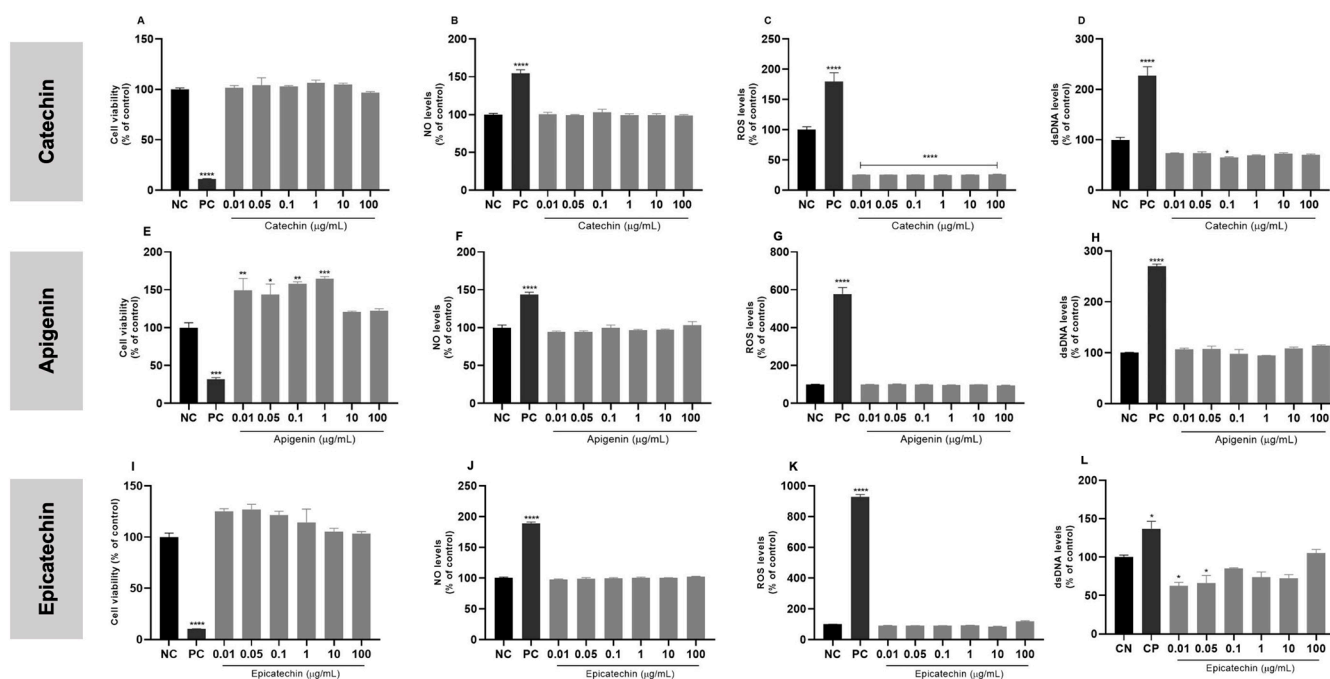 Catechin
A
Cell viability
(% of control)
150
100
50
0
****
NC PC 0.01 0.05 0.1 1 10 100
Catechin (μg/mL)
B
NO levels
(% of control)
200
150
100
50
0
****
NC PC 0.01 0.05 0.1 1 10 100
Catechin (μg/mL)
C
ROS levels
(% of control)
250
200
150
100
50
0
****
****
NC PC 0.01 0.05 0.1 1 10 100
Catechin (μg/mL)
D
dsDNA levels
(% of control)
300
200
100
0
****
*
NC PC 0.01 0.05 0.1 1 10 100
Catechin (μg/mL)
Apigenin
E
Cell viability
(% of control)
200
150
100
50
0
***
**
*
**
***
NC PC 0.01 0.05 0.1 1 10 100
Apigenin (μg/mL)
F
NO levels
(% of control)
200
150
100
50
0
****
NC PC 0.01 0.05 0.1 1 10 100
Apigenin (μg/mL)
G
ROS levels
(% of control)
800
600
400
200
0
****
NC PC 0.01 0.05 0.1 1 10 100
Apigenin (μg/mL)
H
dsDNA levels
(% of control)
300
200
100
0
****
NC PC 0.01 0.05 0.1 1 10 100
Apigenin (μg/mL)
Epicatechin
I
Cell viability (% of control)
150
100
50
0
****
NC PC 0.01 0.05 0.1 1 10 100
Epicatechin (μg/mL)
J
NO levels
(% of control)
250
200
150
100
50
0
****
NC PC 0.01 0.05 0.1 1 10 100
Epicatechin (μg/mL)
K
ROS levels
(% of control)
1000
800
600
400
200
0
****
NC PC 0.01 0.05 0.1 1 10 100
Epicatechin (μg/mL)
L
dsDNA levels
(% of control)
200
150
100
50
0
*
*
*
CN CP 0.01 0.05 0.1 1 10 100
Epicatechin (μg/mL)